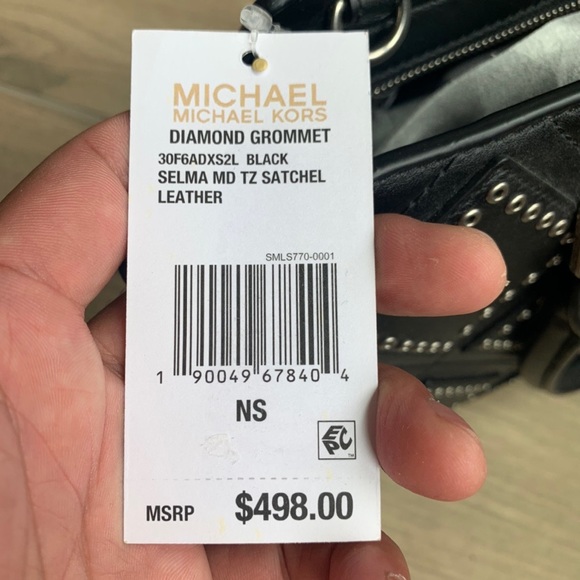 MICHAEL
MICHAEL KORS
DIAMOND GROMMET
30F6ADXS2L BLACK
SELMA MD TZ SATCHEL
LEATHER
SMLS770-0001
1 90049 67840 4
NS
EPC
MSRP $498.00